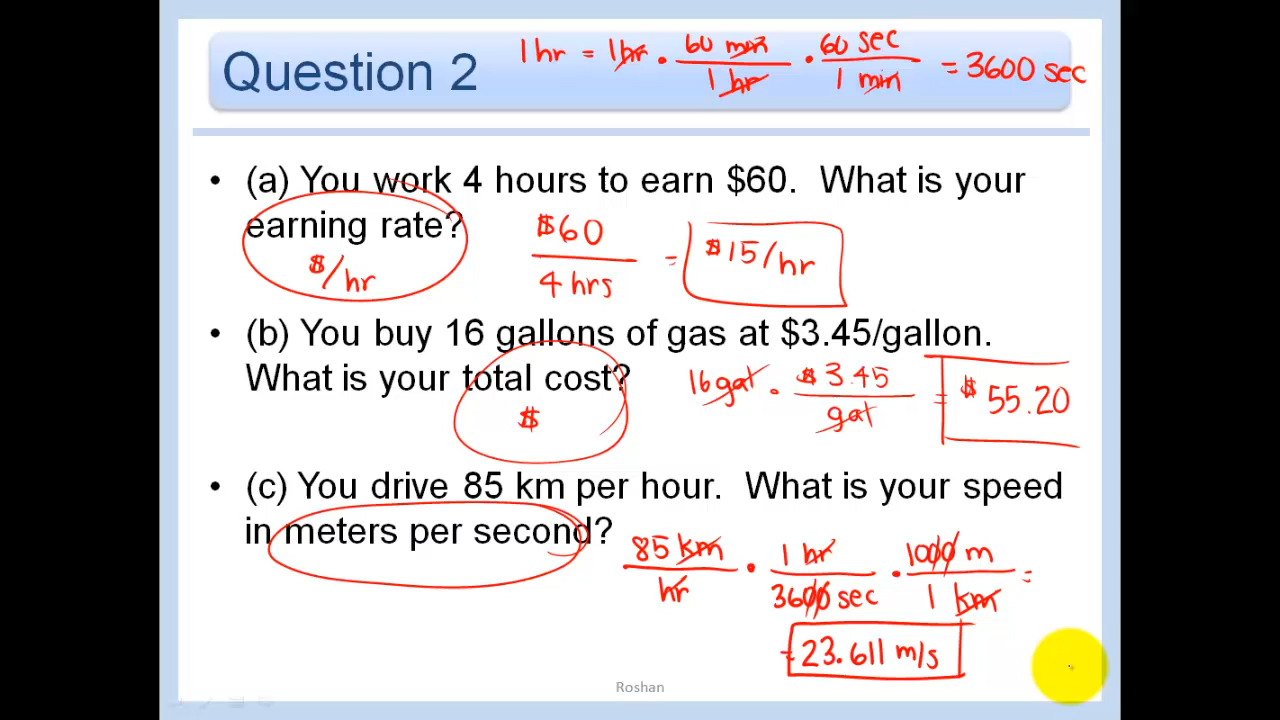 Question 2
1 hr = 1 hr • 60 min / 1 hr • 60 sec / 1 min = 3600 sec
• (a) You work 4 hours to earn $60. What is your
earning rate?
$/hr
$60 / 4 hrs = $15/hr
• (b) You buy 16 gallons of gas at $3.45/gallon.
What is your total cost?
$
16 gal • $3.45 / gal = $55.20
• (c) You drive 85 km per hour. What is your speed
in meters per second?
85 km / hr • 1 hr / 3600 sec • 1000 m / 1 km =
= 23.611 m/s
Roshan